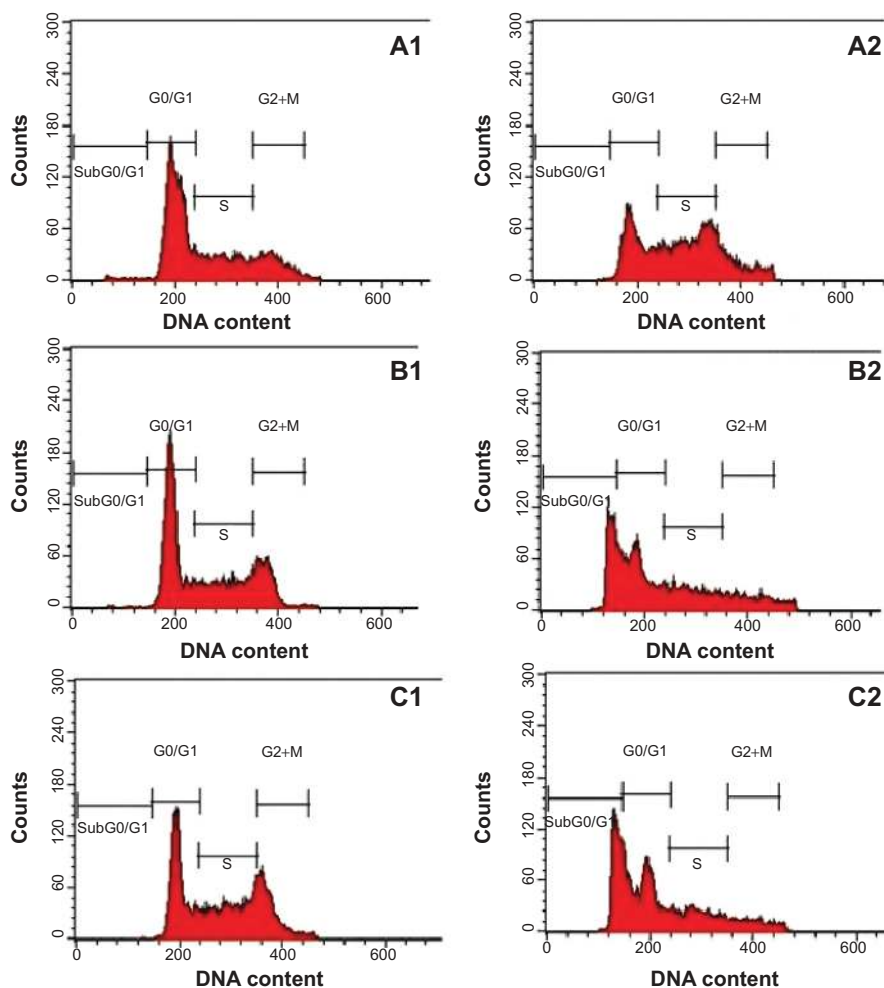 A1
Counts
300
240
180
120
60
0
G0/G1
G2+M
SubG0/G1
S
0 200 400 600
DNA content
A2
Counts
300
240
180
120
60
0
G0/G1
G2+M
SubG0/G1
S
0 200 400 600
DNA content
B1
Counts
300
240
180
120
60
0
G0/G1
G2+M
SubG0/G1
S
0 200 400 600
DNA content
B2
Counts
300
240
180
120
60
0
G0/G1
G2+M
SubG0/G1
S
0 200 400 600
DNA content
C1
Counts
300
240
180
120
60
0
G0/G1
G2+M
SubG0/G1
S
0 200 400 600
DNA content
C2
Counts
300
240
180
120
60
0
G0/G1
G2+M
SubG0/G1
S
0 200 400 600
DNA content